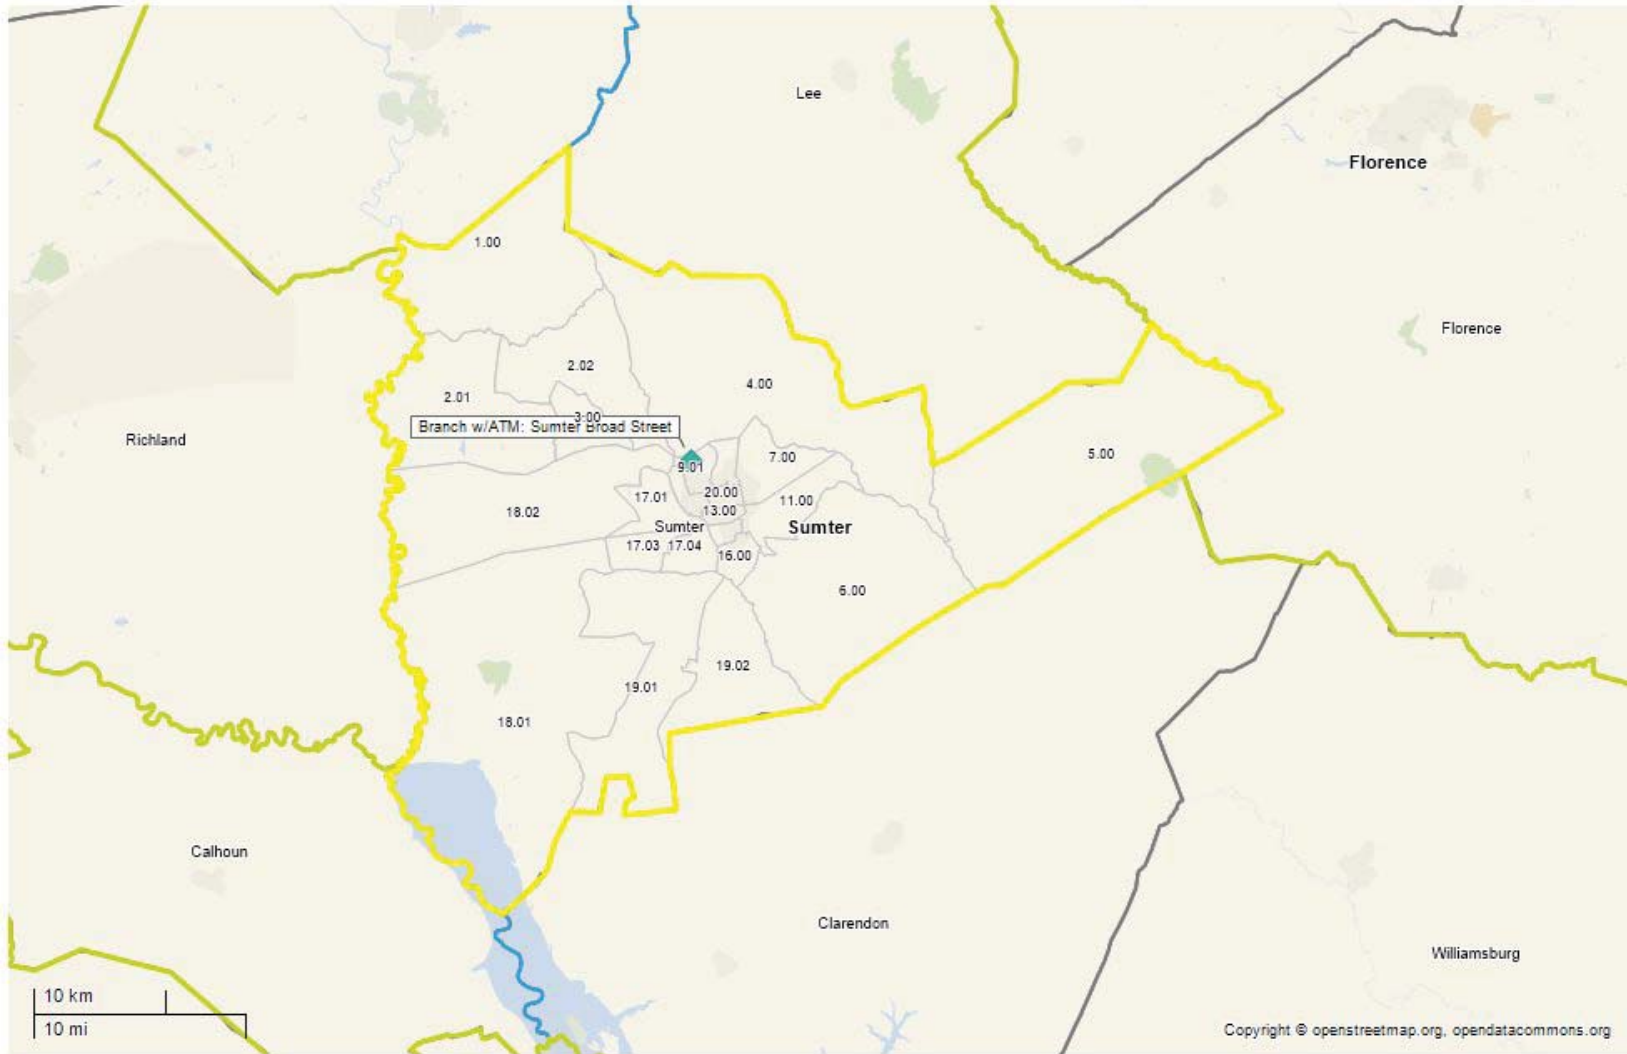 Lee
Florence
1.00
Florence
2.02
4.00
2.01
3.00
Branch w/ATM: Sumter Broad Street
Richland
5.00
7.00
9.01
20.00
17.01
11.00
18.02
13.00
Sumter
Sumter
17.03
17.04
16.00
6.00
19.02
19.01
18.01
Calhoun
Clarendon
Williamsburg
10 km
10 mi
Copyright © openstreetmap.org, opendatacommons.org